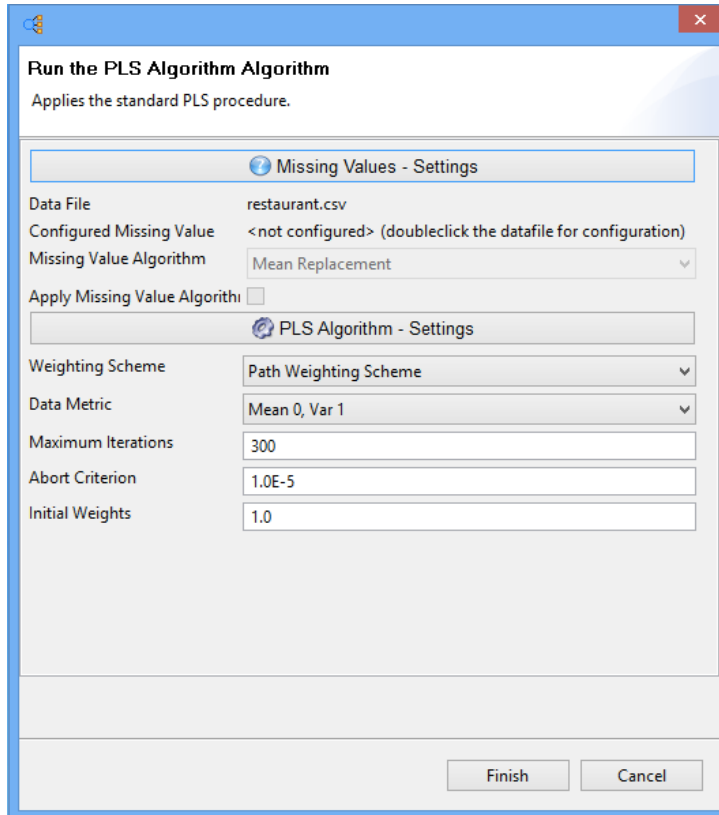 Run the PLS Algorithm Algorithm
Applies the standard PLS procedure.
Missing Values - Settings
Data File restaurant.csv
Configured Missing Value <not configured> (doubleclick the datafile for configuration)
Missing Value Algorithm Mean Replacement
Apply Missing Value Algorith
PLS Algorithm - Settings
Weighting Scheme Path Weighting Scheme
Data Metric Mean 0, Var 1
Maximum Iterations 300
Abort Criterion 1.0E-5
Initial Weights 1.0
Finish Cancel